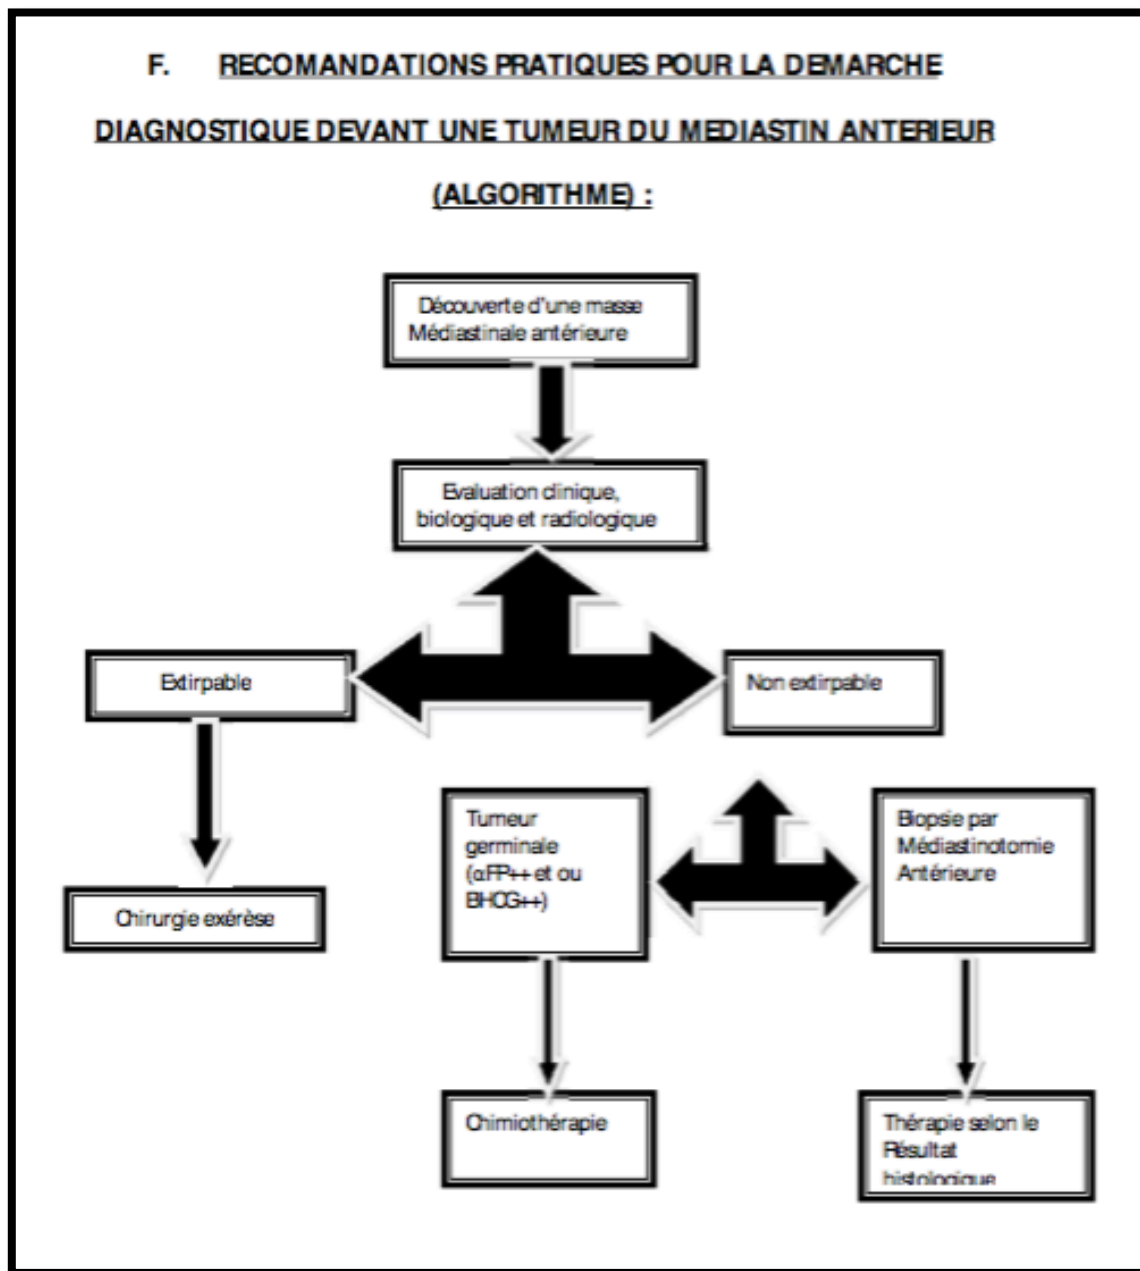 F. RECOMANDATIONS PRATIQUES POUR LA DEMARCHE
DIAGNOSTIQUE DEVANT UNE TUMEUR DU MEDIASTIN ANTERIEUR
(ALGORITHME) :
Découverte d'une masse
Médiastinale antérieure
Evaluation clinique,
biologique et radiologique
Extirpable
Non extirpable
Tumeur
germinale
(αFP++ et ou
BHCG++)
Biopsie par
Médiastinotomie
Antérieure
Chirurgie exérèse
Chimiothérapie
Thérapie selon le
Résultat
histologique